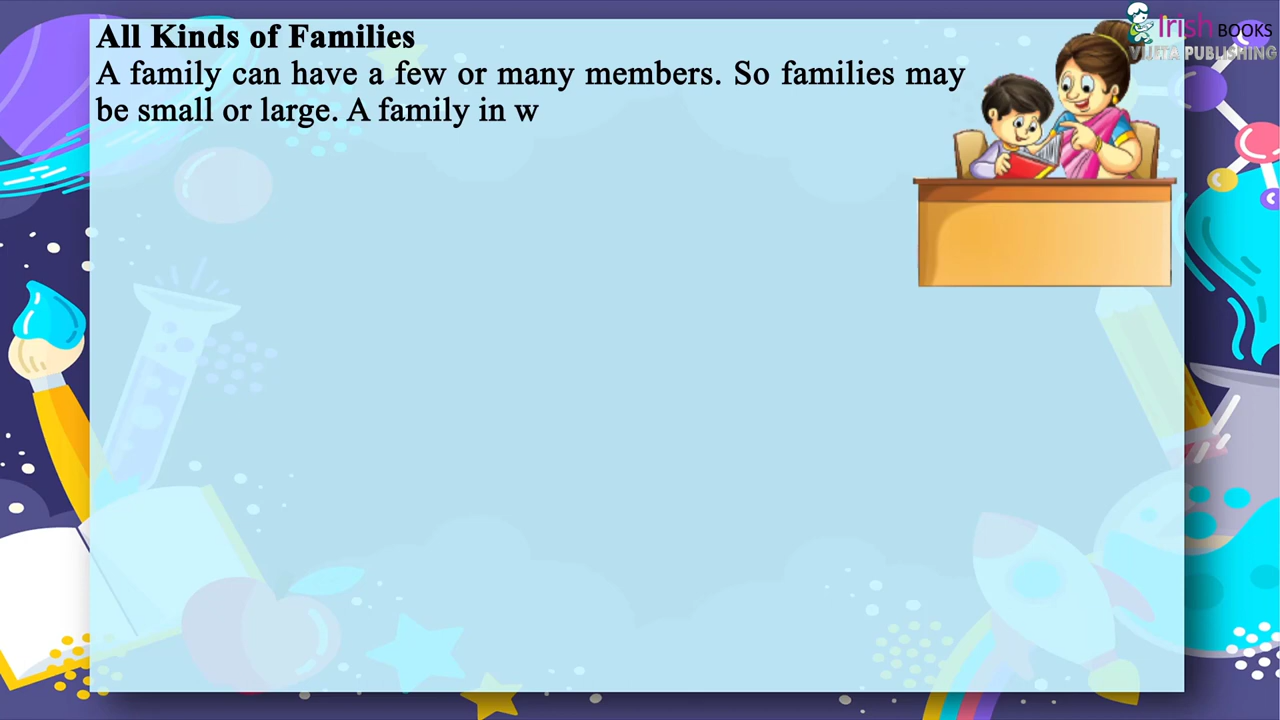 All Kinds of Families
A family can have a few or many members. So families may
be small or large. A family in w
Irish BOOKS
VIJETA PUBLISHING